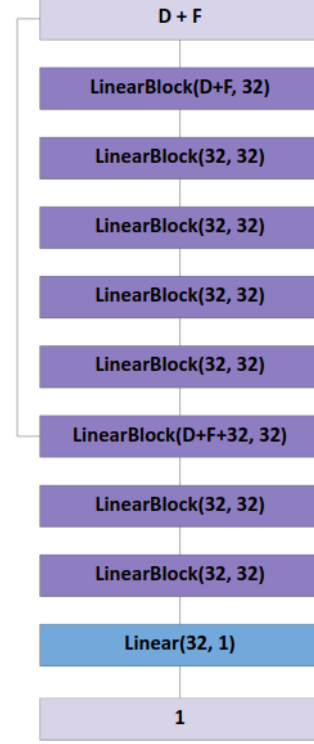 D + F
LinearBlock(D+F, 32)
LinearBlock(32, 32)
LinearBlock(32, 32)
LinearBlock(32, 32)
LinearBlock(32, 32)
LinearBlock(D+F+32, 32)
LinearBlock(32, 32)
LinearBlock(32, 32)
Linear(32, 1)
1